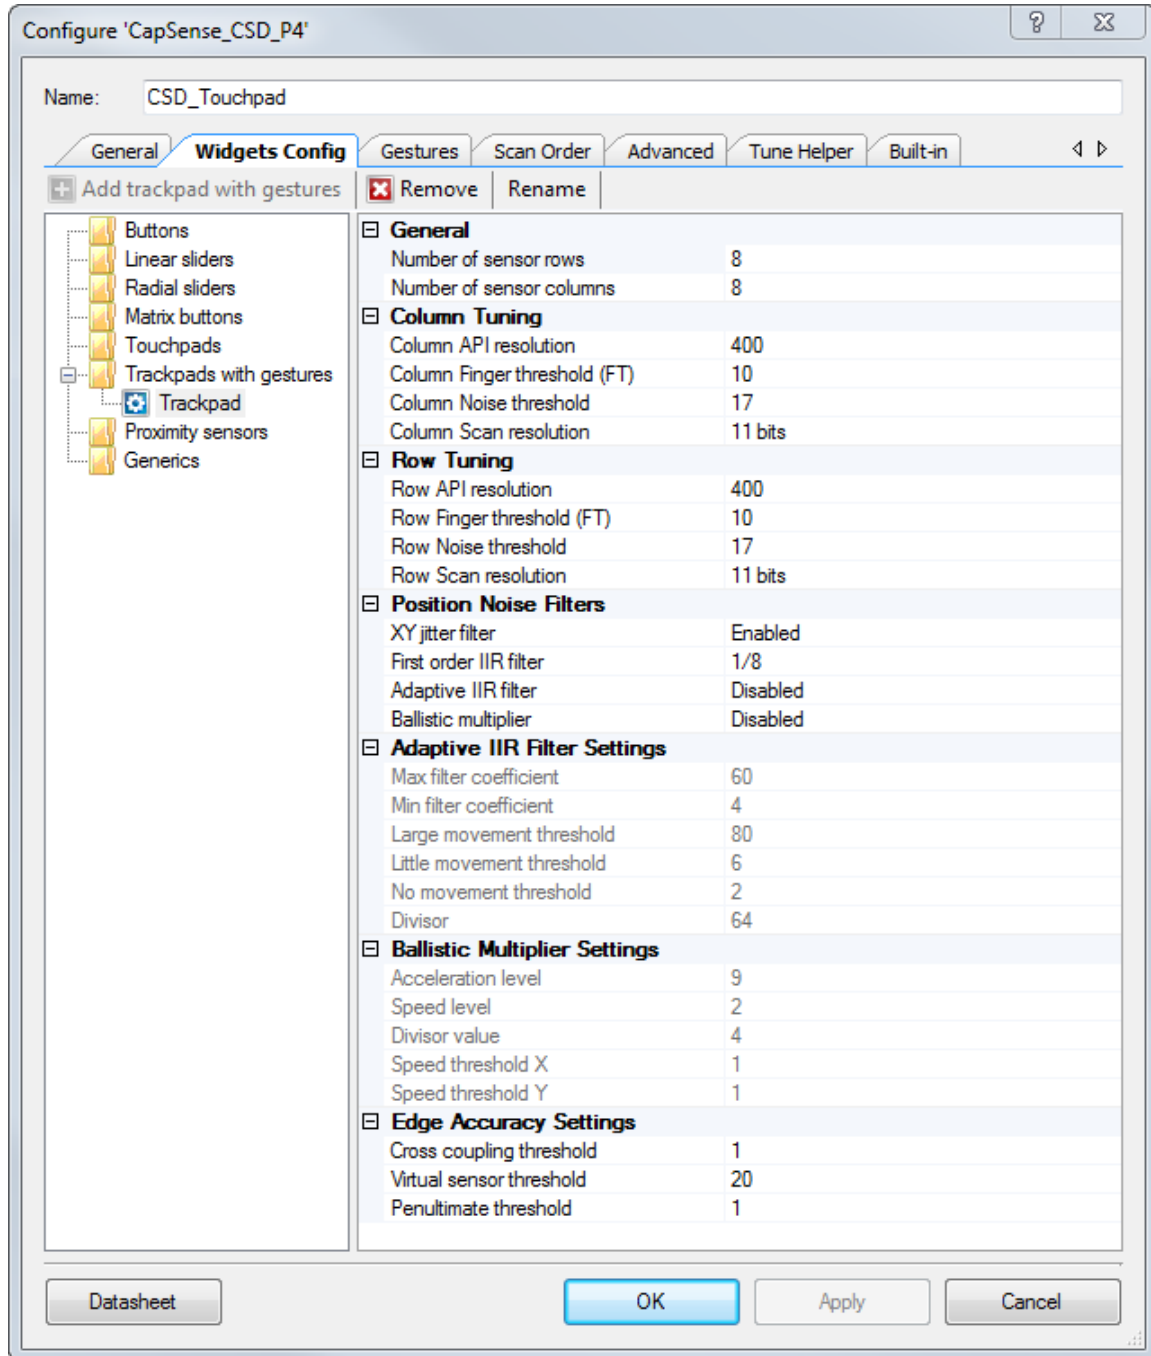 Configure 'CapSense_CSD_P4'
Name: CSD_Touchpad
General Widgets Config Gestures Scan Order Advanced Tune Helper Built-in
Add trackpad with gestures Remove Rename
Buttons
Linear sliders
Radial sliders
Matrix buttons
Touchpads
Trackpads with gestures
Trackpad
Proximity sensors
Generics
General
Number of sensor rows 8
Number of sensor columns 8
Column Tuning
Column API resolution 400
Column Finger threshold (FT) 10
Column Noise threshold 17
Column Scan resolution 11 bits
Row Tuning
Row API resolution 400
Row Finger threshold (FT) 10
Row Noise threshold 17
Row Scan resolution 11 bits
Position Noise Filters
XY jitter filter Enabled
First order IIR filter 1/8
Adaptive IIR filter Disabled
Ballistic multiplier Disabled
Adaptive IIR Filter Settings
Max filter coefficient 60
Min filter coefficient 4
Large movement threshold 80
Little movement threshold 6
No movement threshold 2
Divisor 64
Ballistic Multiplier Settings
Acceleration level 9
Speed level 2
Divisor value 4
Speed threshold X 1
Speed threshold Y 1
Edge Accuracy Settings
Cross coupling threshold 1
Virtual sensor threshold 20
Penultimate threshold 1
Datasheet OK Apply Cancel